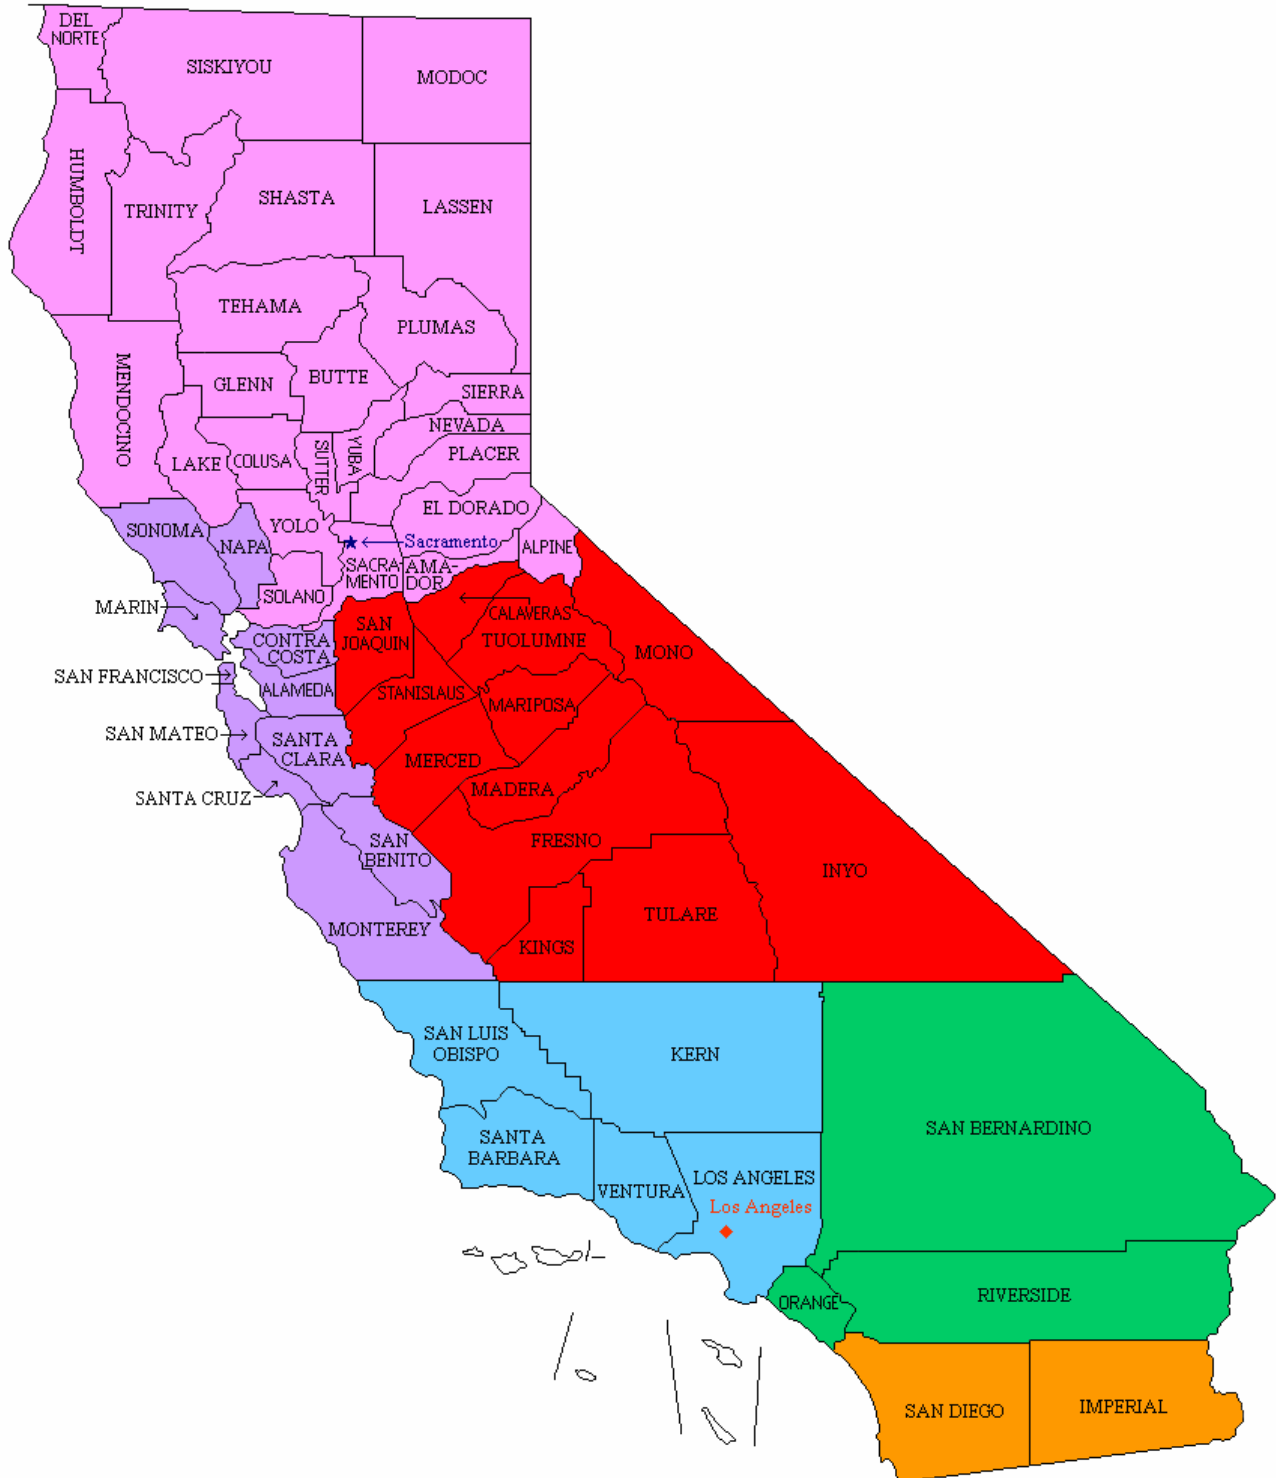 DEL
NORTE
SISKIYOU
MODOC
HUMBOLDT
TRINITY
SHASTA
LASSEN
TEHAMA
PLUMAS
MENDOCINO
GLENN
BUTTE
SIERRA
NEVADA
LAKE
COLUSA
SUTTER
YUBA
PLACER
EL DORADO
SONOMA
NAPA
YOLO
Sacramento
ALPINE
SACRA-
MENTO
AMA-
DOR
SOLANO
MARIN
CALAVERAS
SAN
JOAQUIN
TUOLUMNE
MONO
CONTRA
COSTA
SAN FRANCISCO
ALAMEDA
STANISLAUS
MARIPOSA
SAN MATEO
SANTA
CLARA
MERCED
MADERA
SANTA CRUZ
SAN
BENITO
FRESNO
INYO
MONTEREY
KINGS
TULARE
SAN LUIS
OBISPO
KERN
SAN BERNARDINO
SANTA
BARBARA
VENTURA
LOS ANGELES
Los Angeles
ORANGE
RIVERSIDE
SAN DIEGO
IMPERIAL